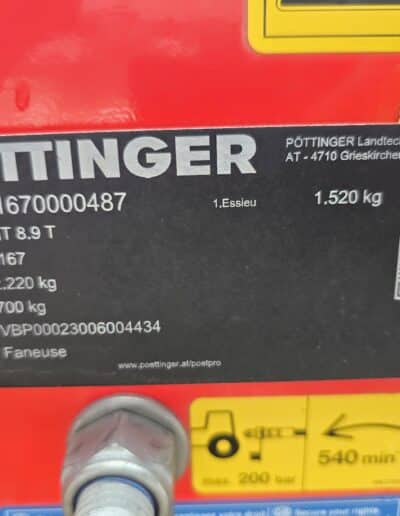 TTINGER
PÖTTINGER Landtec
AT - 4710 Grieskirchen
1670000487 1.Essieu 1.520 kg
T 8.9 T
167
.220 kg
700 kg
VBP00023006004434
Faneuse
www.poettinger.at/poetpro
max. 200 bar
540 min